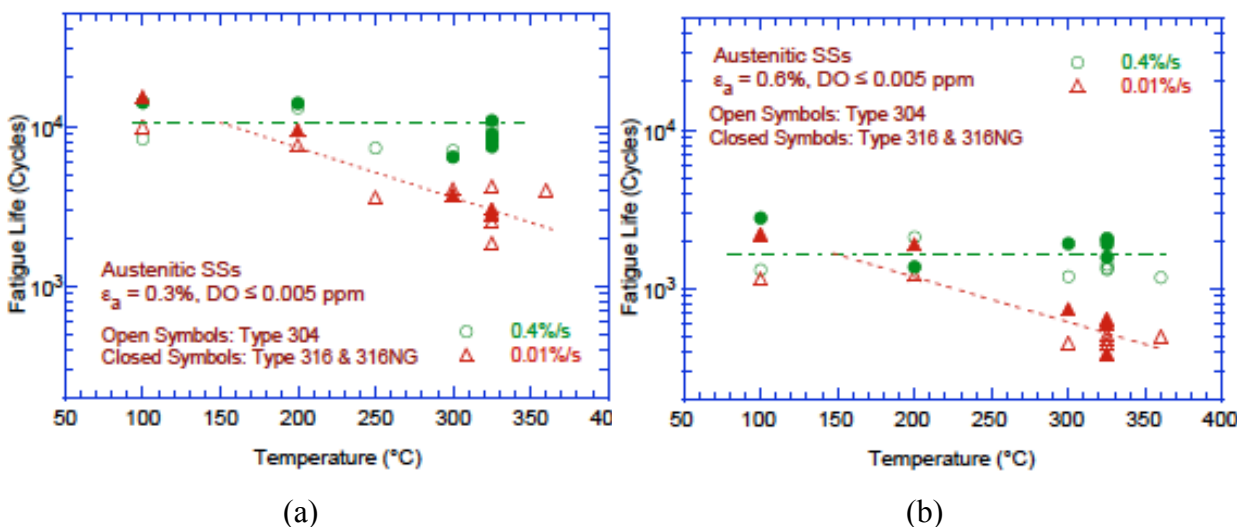 10^4
10^3
Fatigue Life (Cycles)
Austenitic SSs
ε_a = 0.3%, DO ≤ 0.005 ppm
Open Symbols: Type 304
Closed Symbols: Type 316 & 316NG
0.4%/s
0.01%/s
50 100 150 200 250 300 350 40
Temperature (°C)
(a)
Austenitic SSs
ε_a = 0.6%, DO ≤ 0.005 ppm
Open Symbols: Type 304
Closed Symbols: Type 316 & 316NG
0.4%/s
0.01%/s
10^4
10^3
Fatigue Life (Cycles)
50 100 150 200 250 300 350 400
Temperature (°C)
(b)